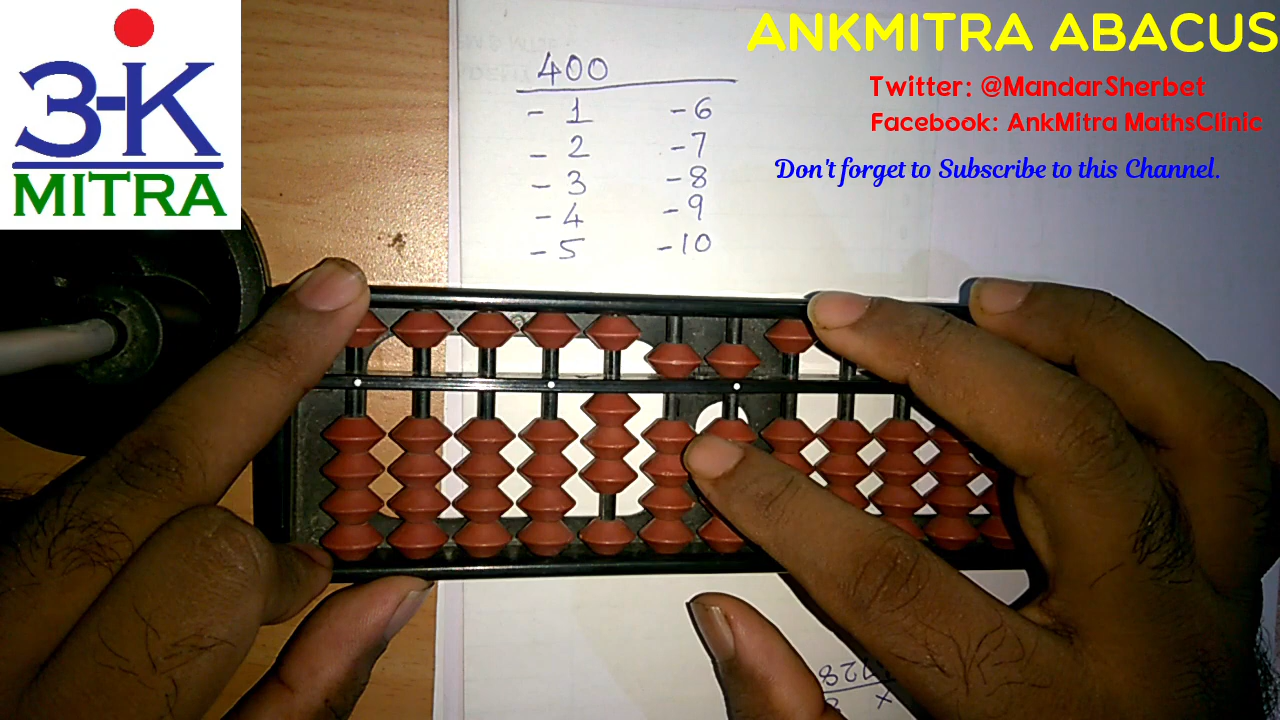 3-K
MITRA
ANKMITRA ABACUS
Twitter: @MandarSherbet
Facebook: AnkMitra MathsClinic
Don't forget to Subscribe to this Channel.
400
- 1 - 6
- 2 - 7
- 3 - 8
- 4 - 9
- 5 - 10